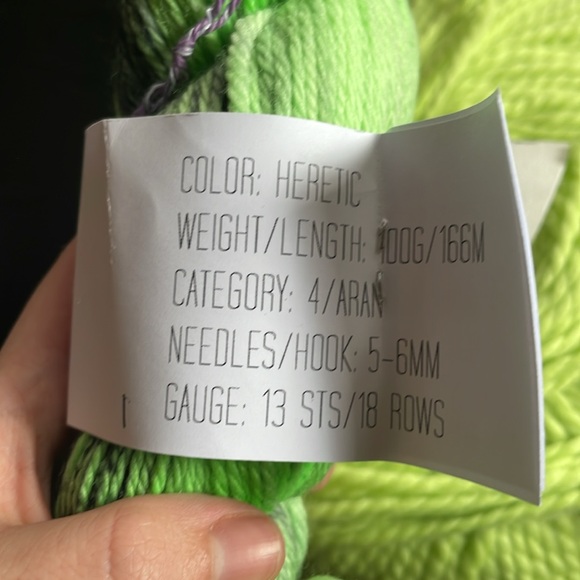 COLOR: HERETIC
WEIGHT/LENGTH: 100G/166M
CATEGORY: 4/ARAN
NEEDLES/HOOK: 5-6MM
GAUGE: 13 STS/18 ROWS